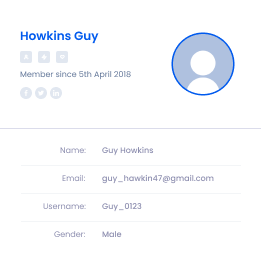 Howkins Guy
Member since 5th April 2018
Name: Guy Howkins
Email: guy_hawkin47@gmail.com
Username: Guy_0123
Gender: Male